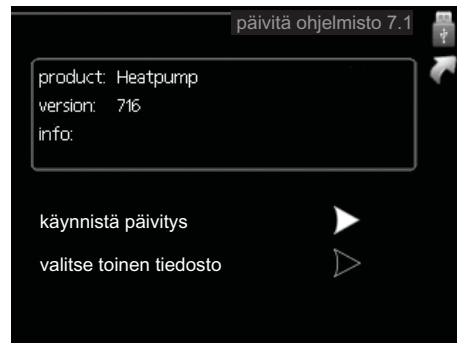 päivitä ohjelmisto 7.1
product: Heatpump
version: 716
info:
käynnistä päivitys
valitse toinen tiedosto